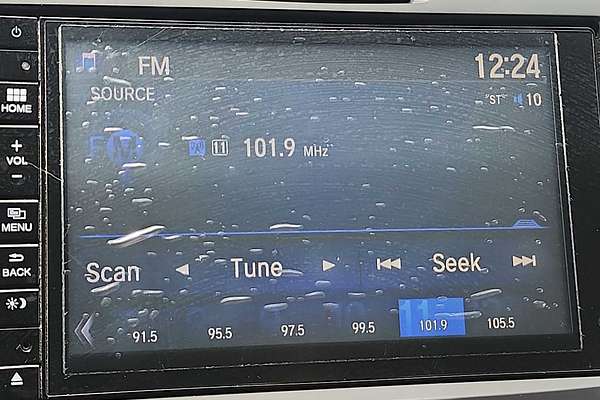 FM
12:24
SOURCE
"ST" 10
FM
11 101.9 MHz
Scan Tune Seek
91.5 95.5 97.5 99.5 101.9 105.5
HOME
+
VOL
−
MENU
BACK